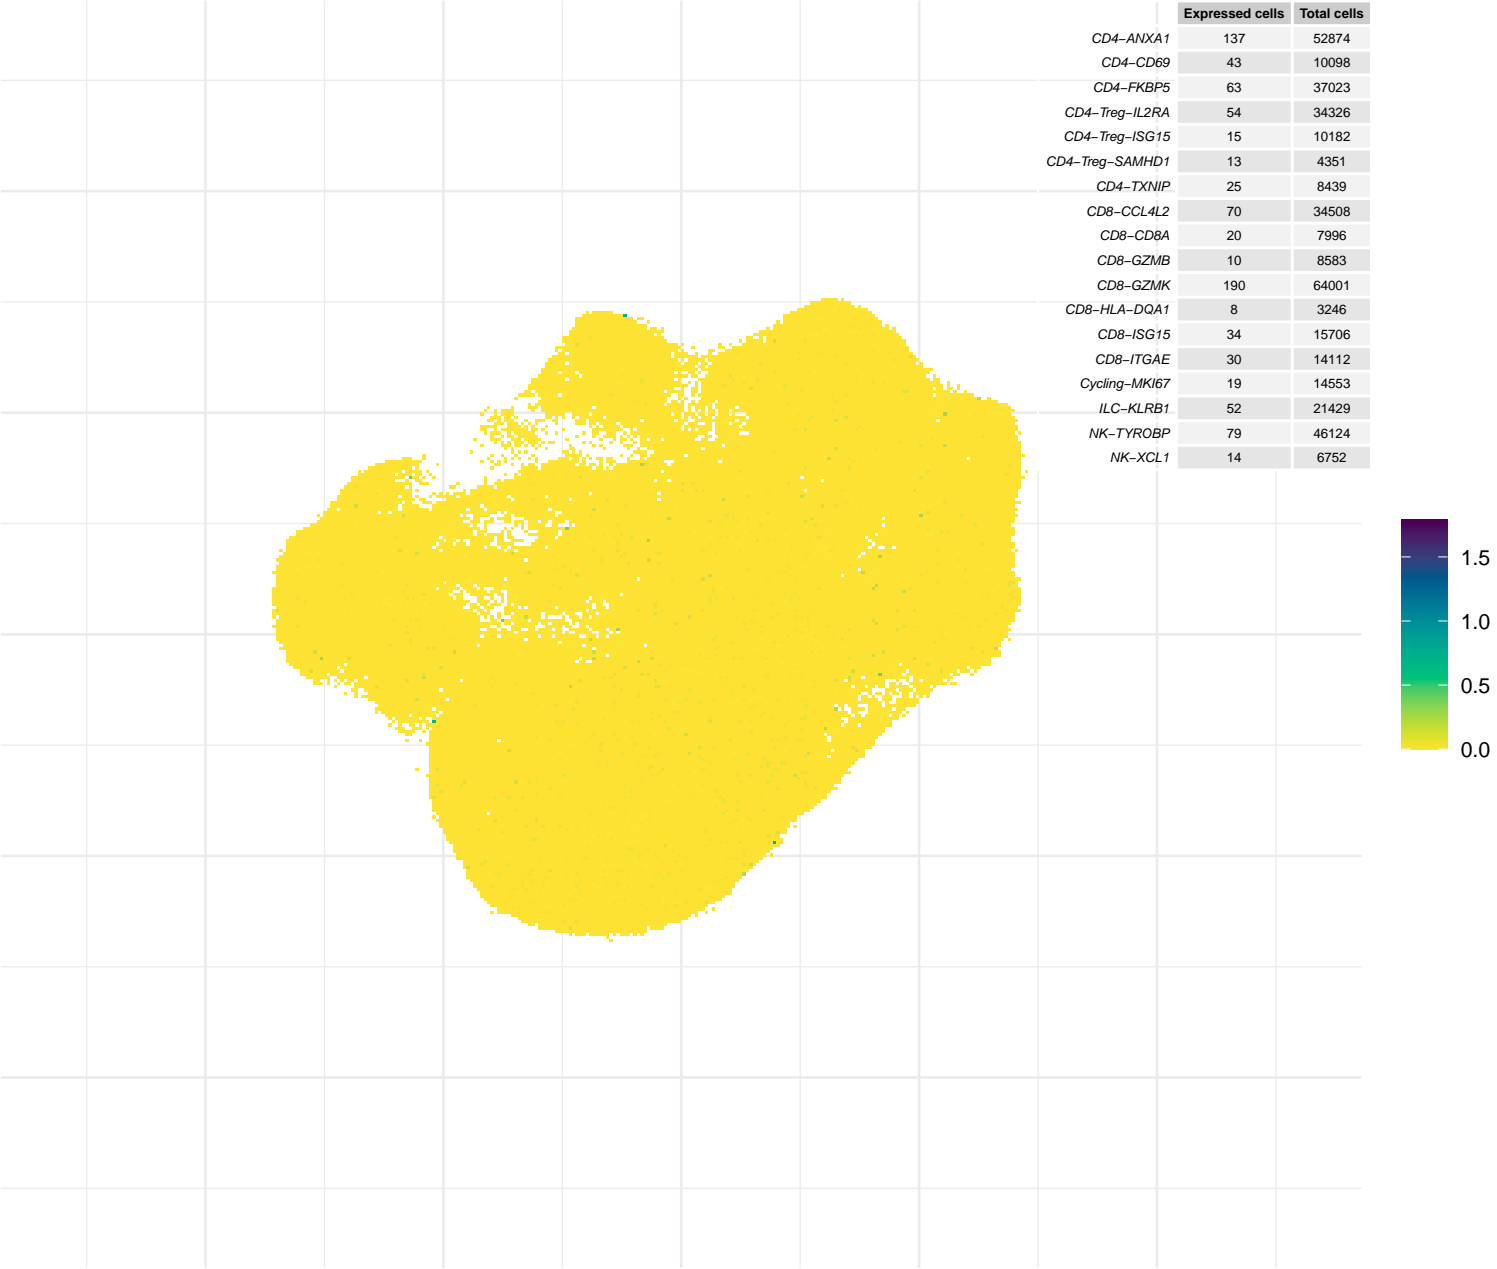 Expressed cells Total cells
CD4−ANXA1 137 52874
CD4−CD69 43 10098
CD4−FKBP5 63 37023
CD4−Treg−IL2RA 54 34326
CD4−Treg−ISG15 15 10182
CD4−Treg−SAMHD1 13 4351
CD4−TXNIP 25 8439
CD8−CCL4L2 70 34508
CD8−CD8A 20 7996
CD8−GZMB 10 8583
CD8−GZMK 190 64001
CD8−HLA−DQA1 8 3246
CD8−ISG15 34 15706
CD8−ITGAE 30 14112
Cycling−MKI67 19 14553
ILC−KLRB1 52 21429
NK−TYROBP 79 46124
NK−XCL1 14 6752
1.5
1.0
0.5
0.0